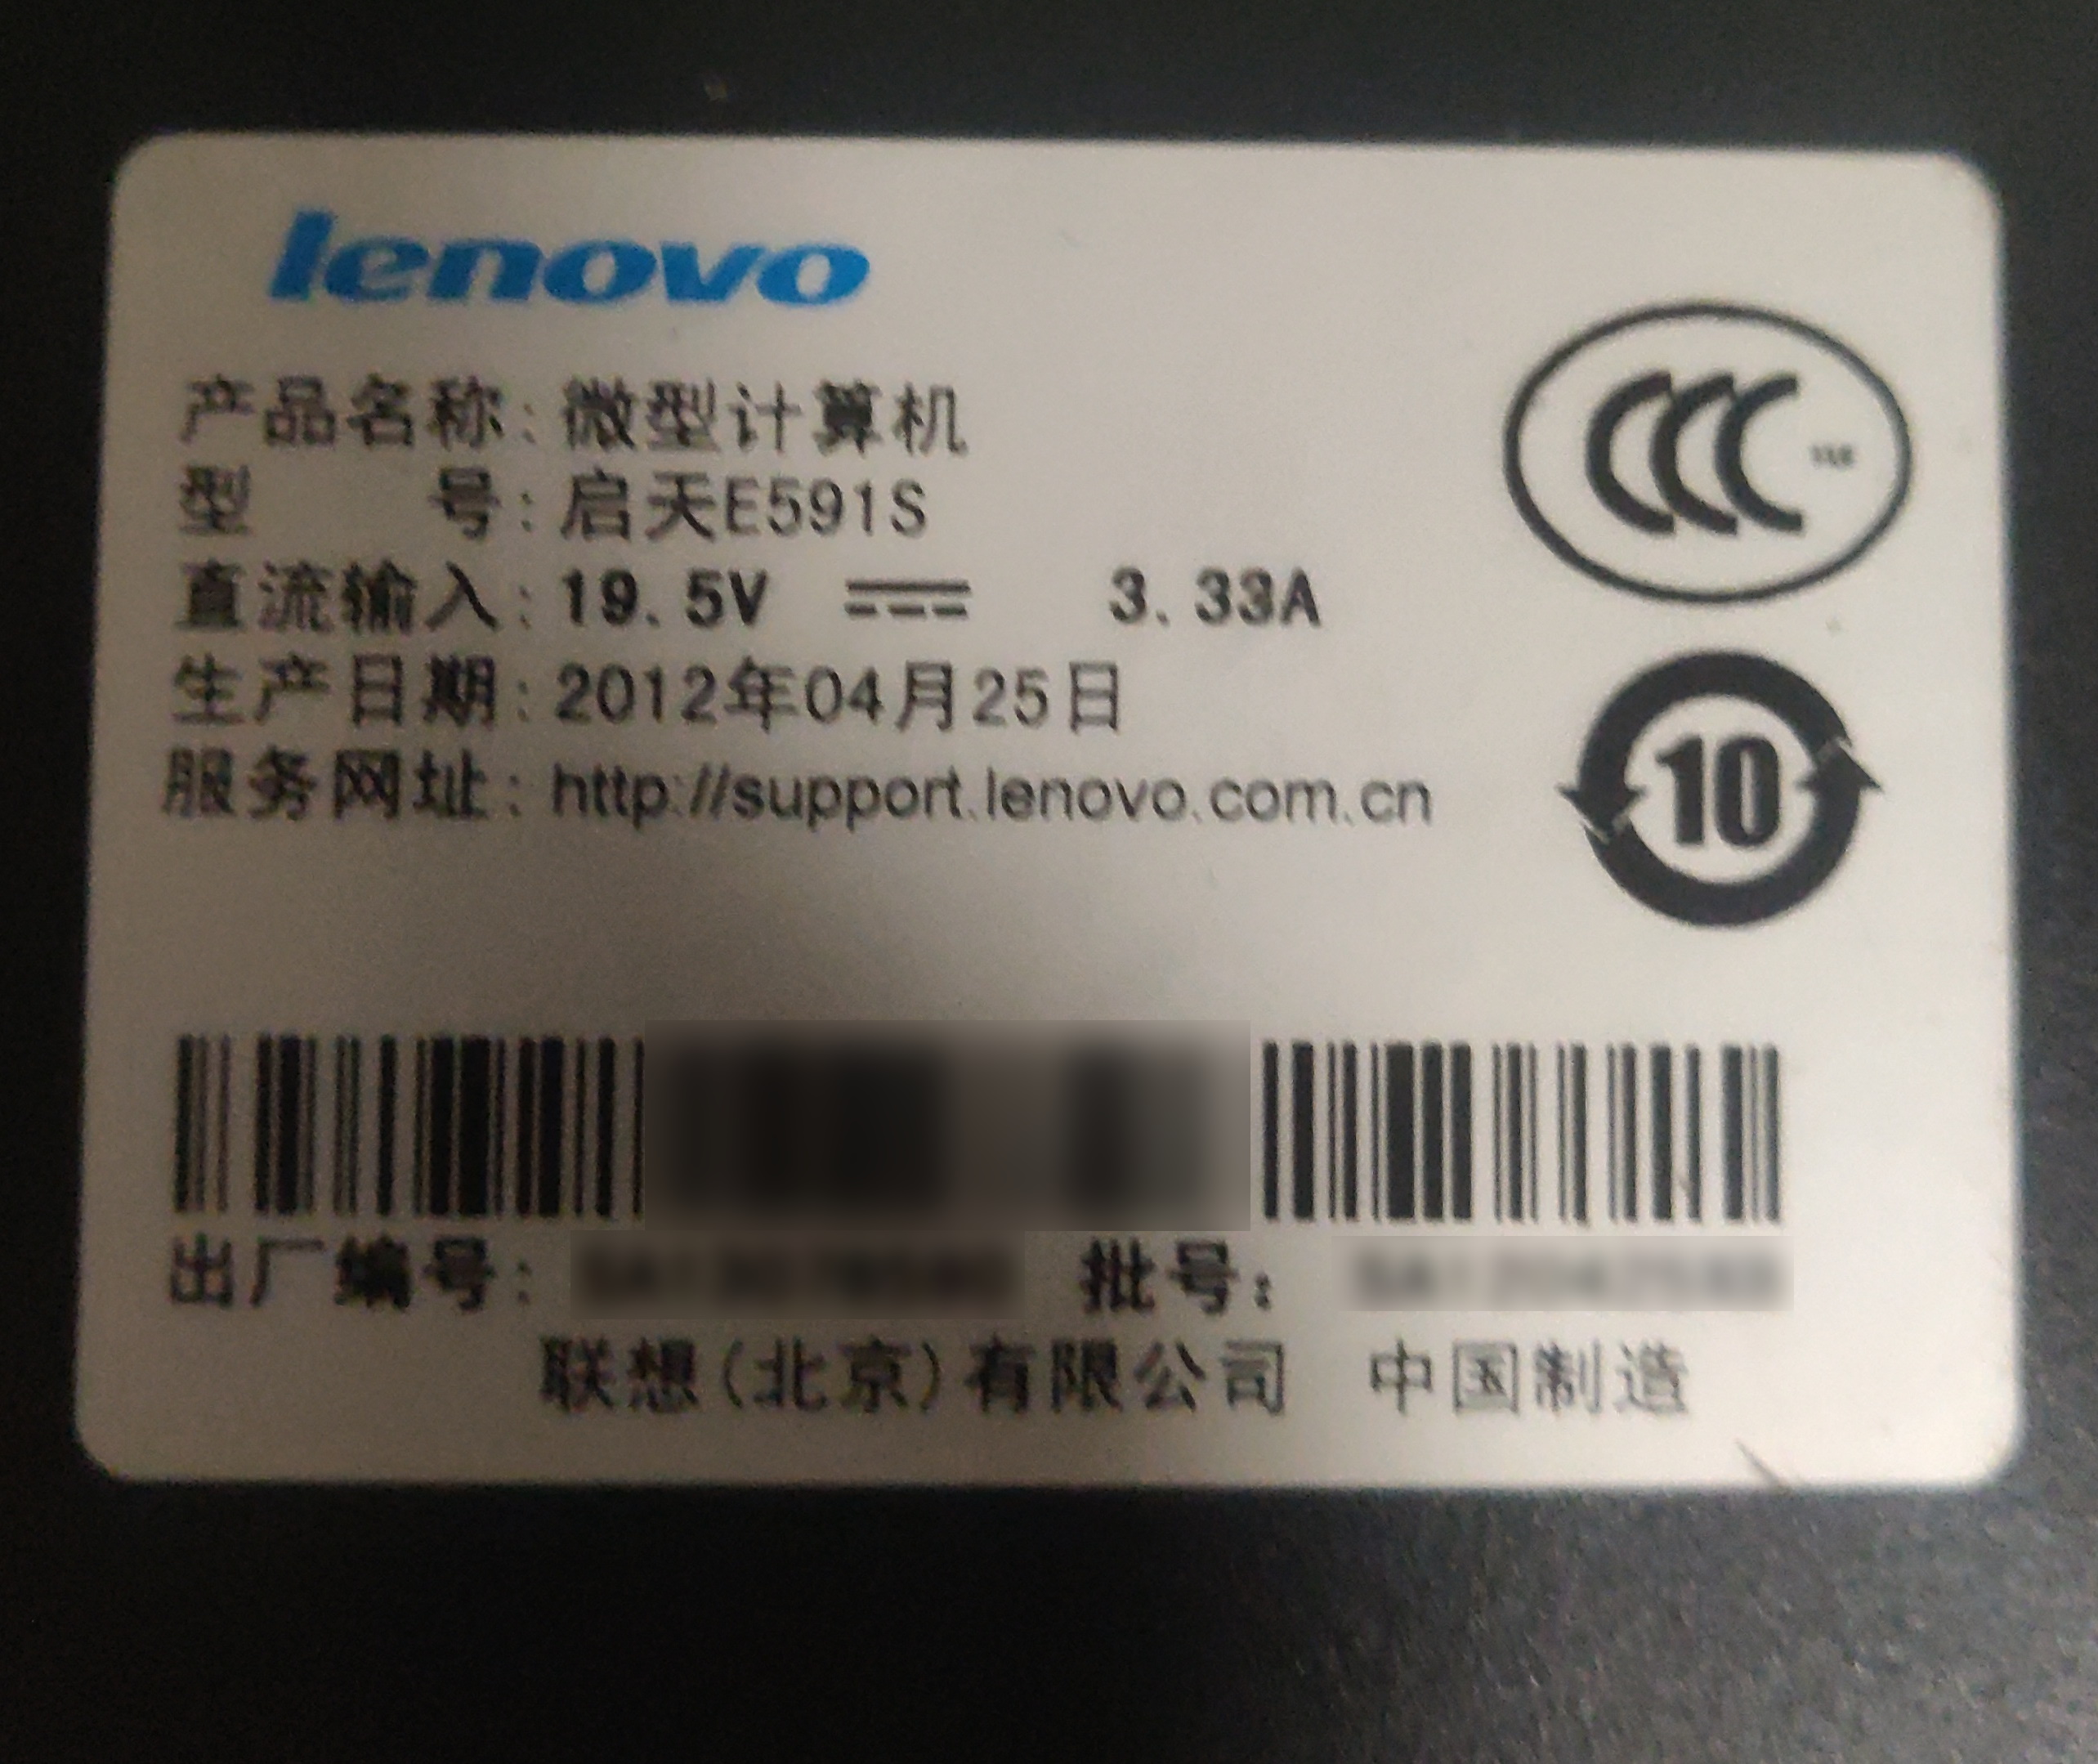 lenovo
产品名称: 微型计算机
型 号: 启天E591S
直流输入: 19.5V 3.33A
生产日期: 2012年04月25日
服务网址: http://support.lenovo.com.cn
CCC
10
出厂编号: 批号:
联想(北京)有限公司 中国制造